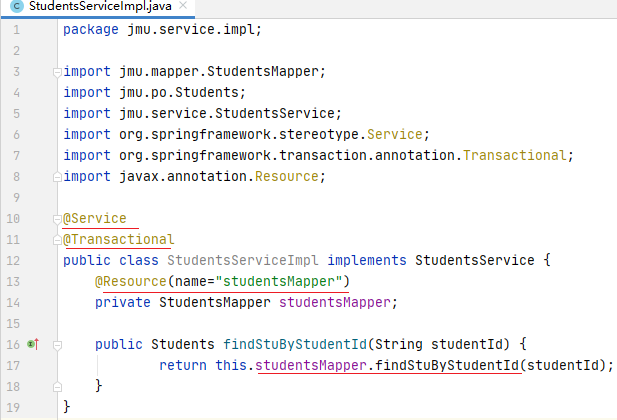 StudentsServiceImpl.java
1 package jmu.service.impl;
2
3 import jmu.mapper.StudentsMapper;
4 import jmu.po.Students;
5 import jmu.service.StudentsService;
6 import org.springframework.stereotype.Service;
7 import org.springframework.transaction.annotation.Transactional;
8 import javax.annotation.Resource;
9
10 @Service
11 @Transactional
12 public class StudentsServiceImpl implements StudentsService {
13 @Resource(name="studentsMapper")
14 private StudentsMapper studentsMapper;
15
16 public Students findStuByStudentId(String studentId) {
17 return this.studentsMapper.findStuByStudentId(studentId);
18 }
19 }